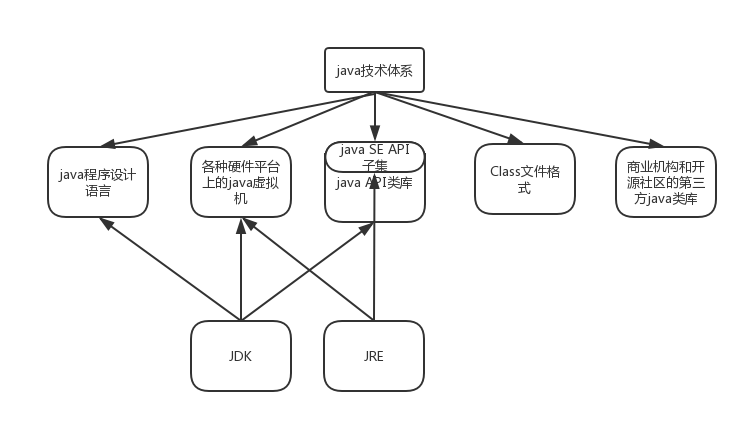 java技术体系
java程序设计
语言
各种硬件平台
上的java虚拟
机
java SE API
子集
java API类库
Class文件格
式
商业机构和开
源社区的第三
方java类库
JDK
JRE